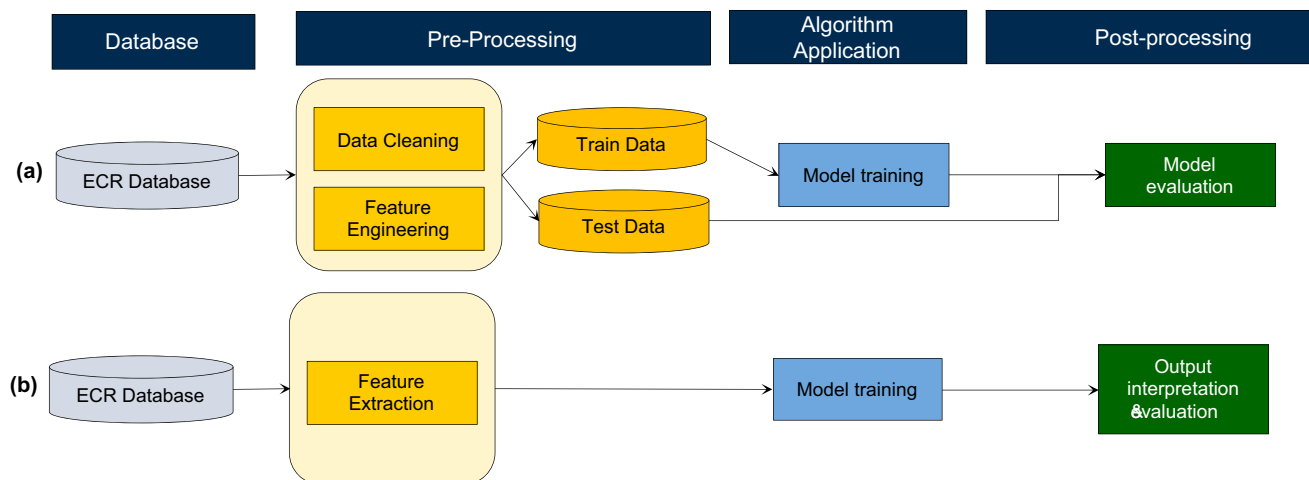 Database
Pre-Processing
Algorithm
Application
Post-processing
(a)
ECR Database
Data Cleaning
Feature
Engineering
Train Data
Test Data
Model training
Model
evaluation
(b)
ECR Database
Feature
Extraction
Model training
Output
interpretation
&evaluation